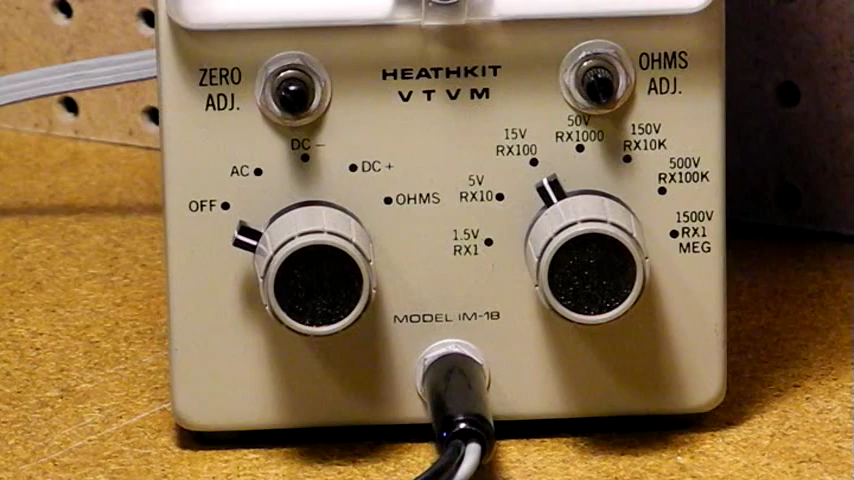 ZERO
ADJ.
HEATHKIT
VTVM
OHMS
ADJ.
OFF
AC
DC -
DC +
OHMS
1.5V
RX1
5V
RX10
15V
RX100
50V
RX1000
150V
RX10K
500V
RX100K
1500V
RX1
MEG
MODEL IM-18